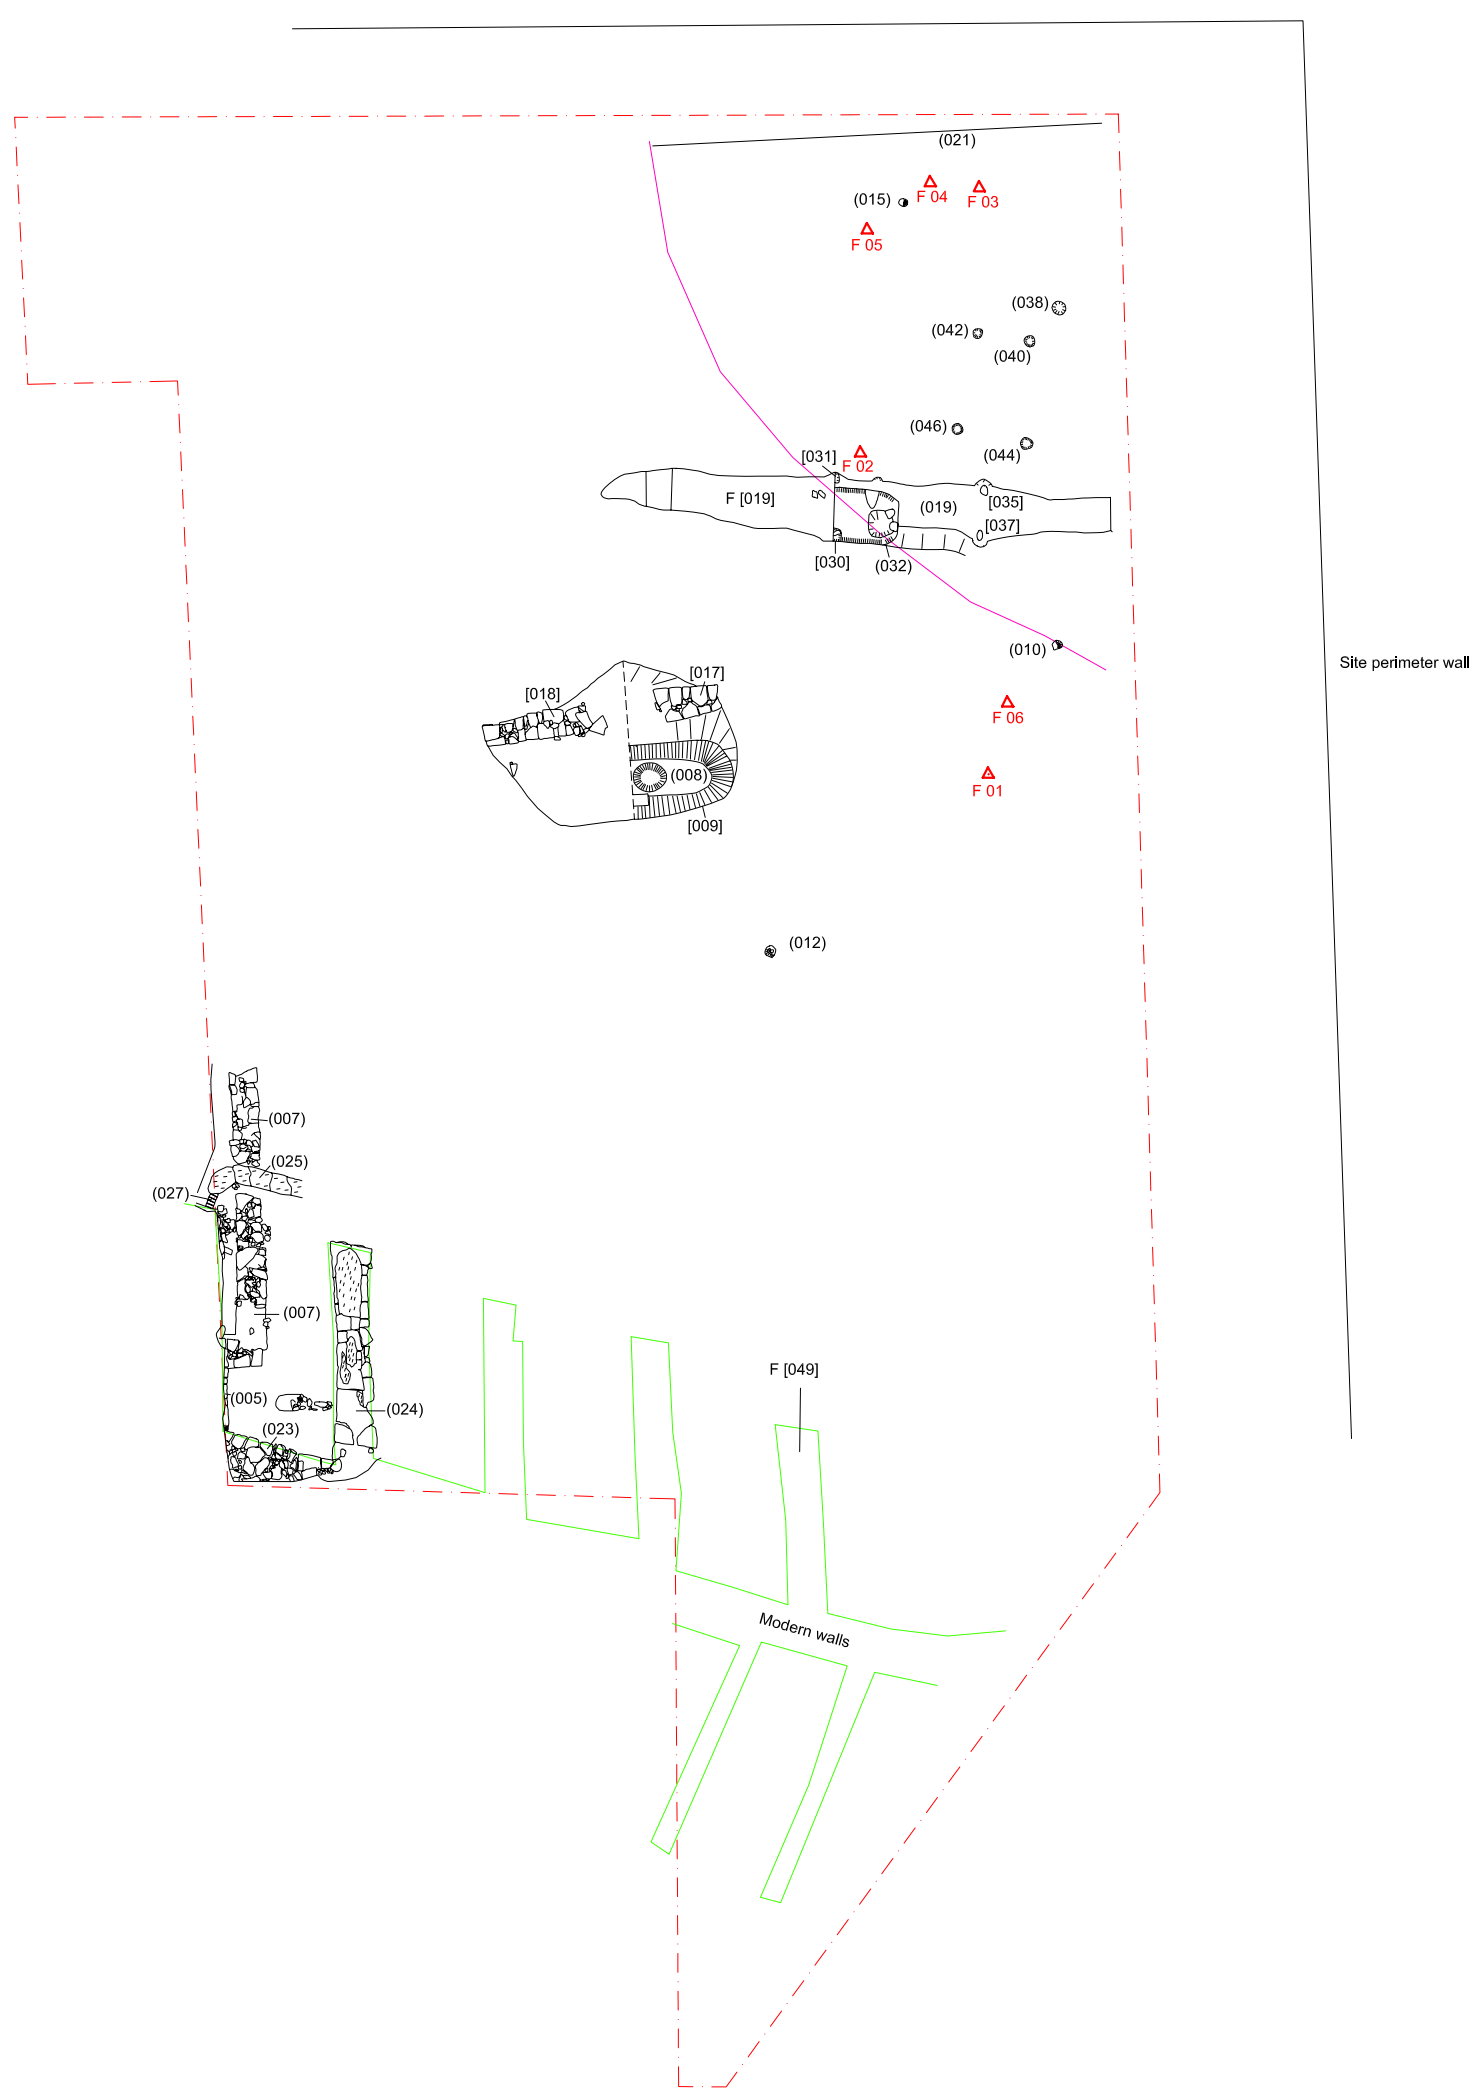 (021)
F 04
F 03
(015)
F 05
(038)
(042)
(040)
(046)
(044)
F 02
[031]
F [019]
(019)
[035]
[037]
[030]
(032)
(010)
Site perimeter wall
[017]
[018]
F 06
(008)
F 01
[009]
(012)
(007)
(025)
(027)
(007)
F [049]
(005)
(024)
(023)
Modern walls